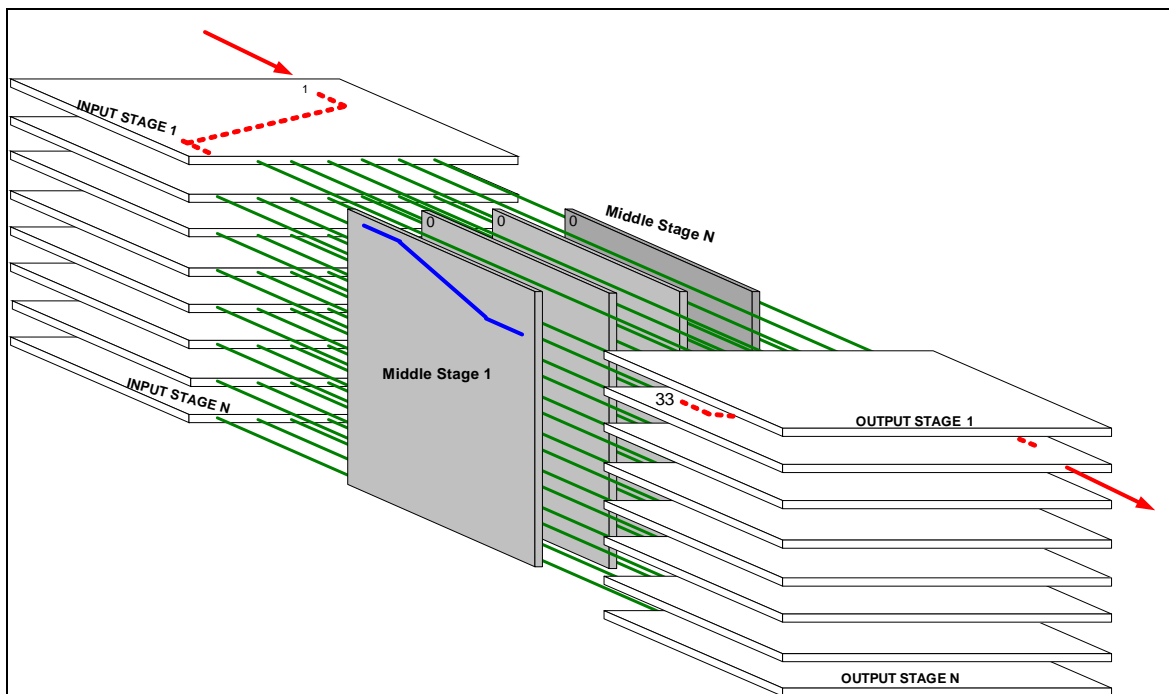 1
INPUT STAGE 1
0
0
0
Middle Stage N
Middle Stage 1
INPUT STAGE N
33
OUTPUT STAGE 1
OUTPUT STAGE N